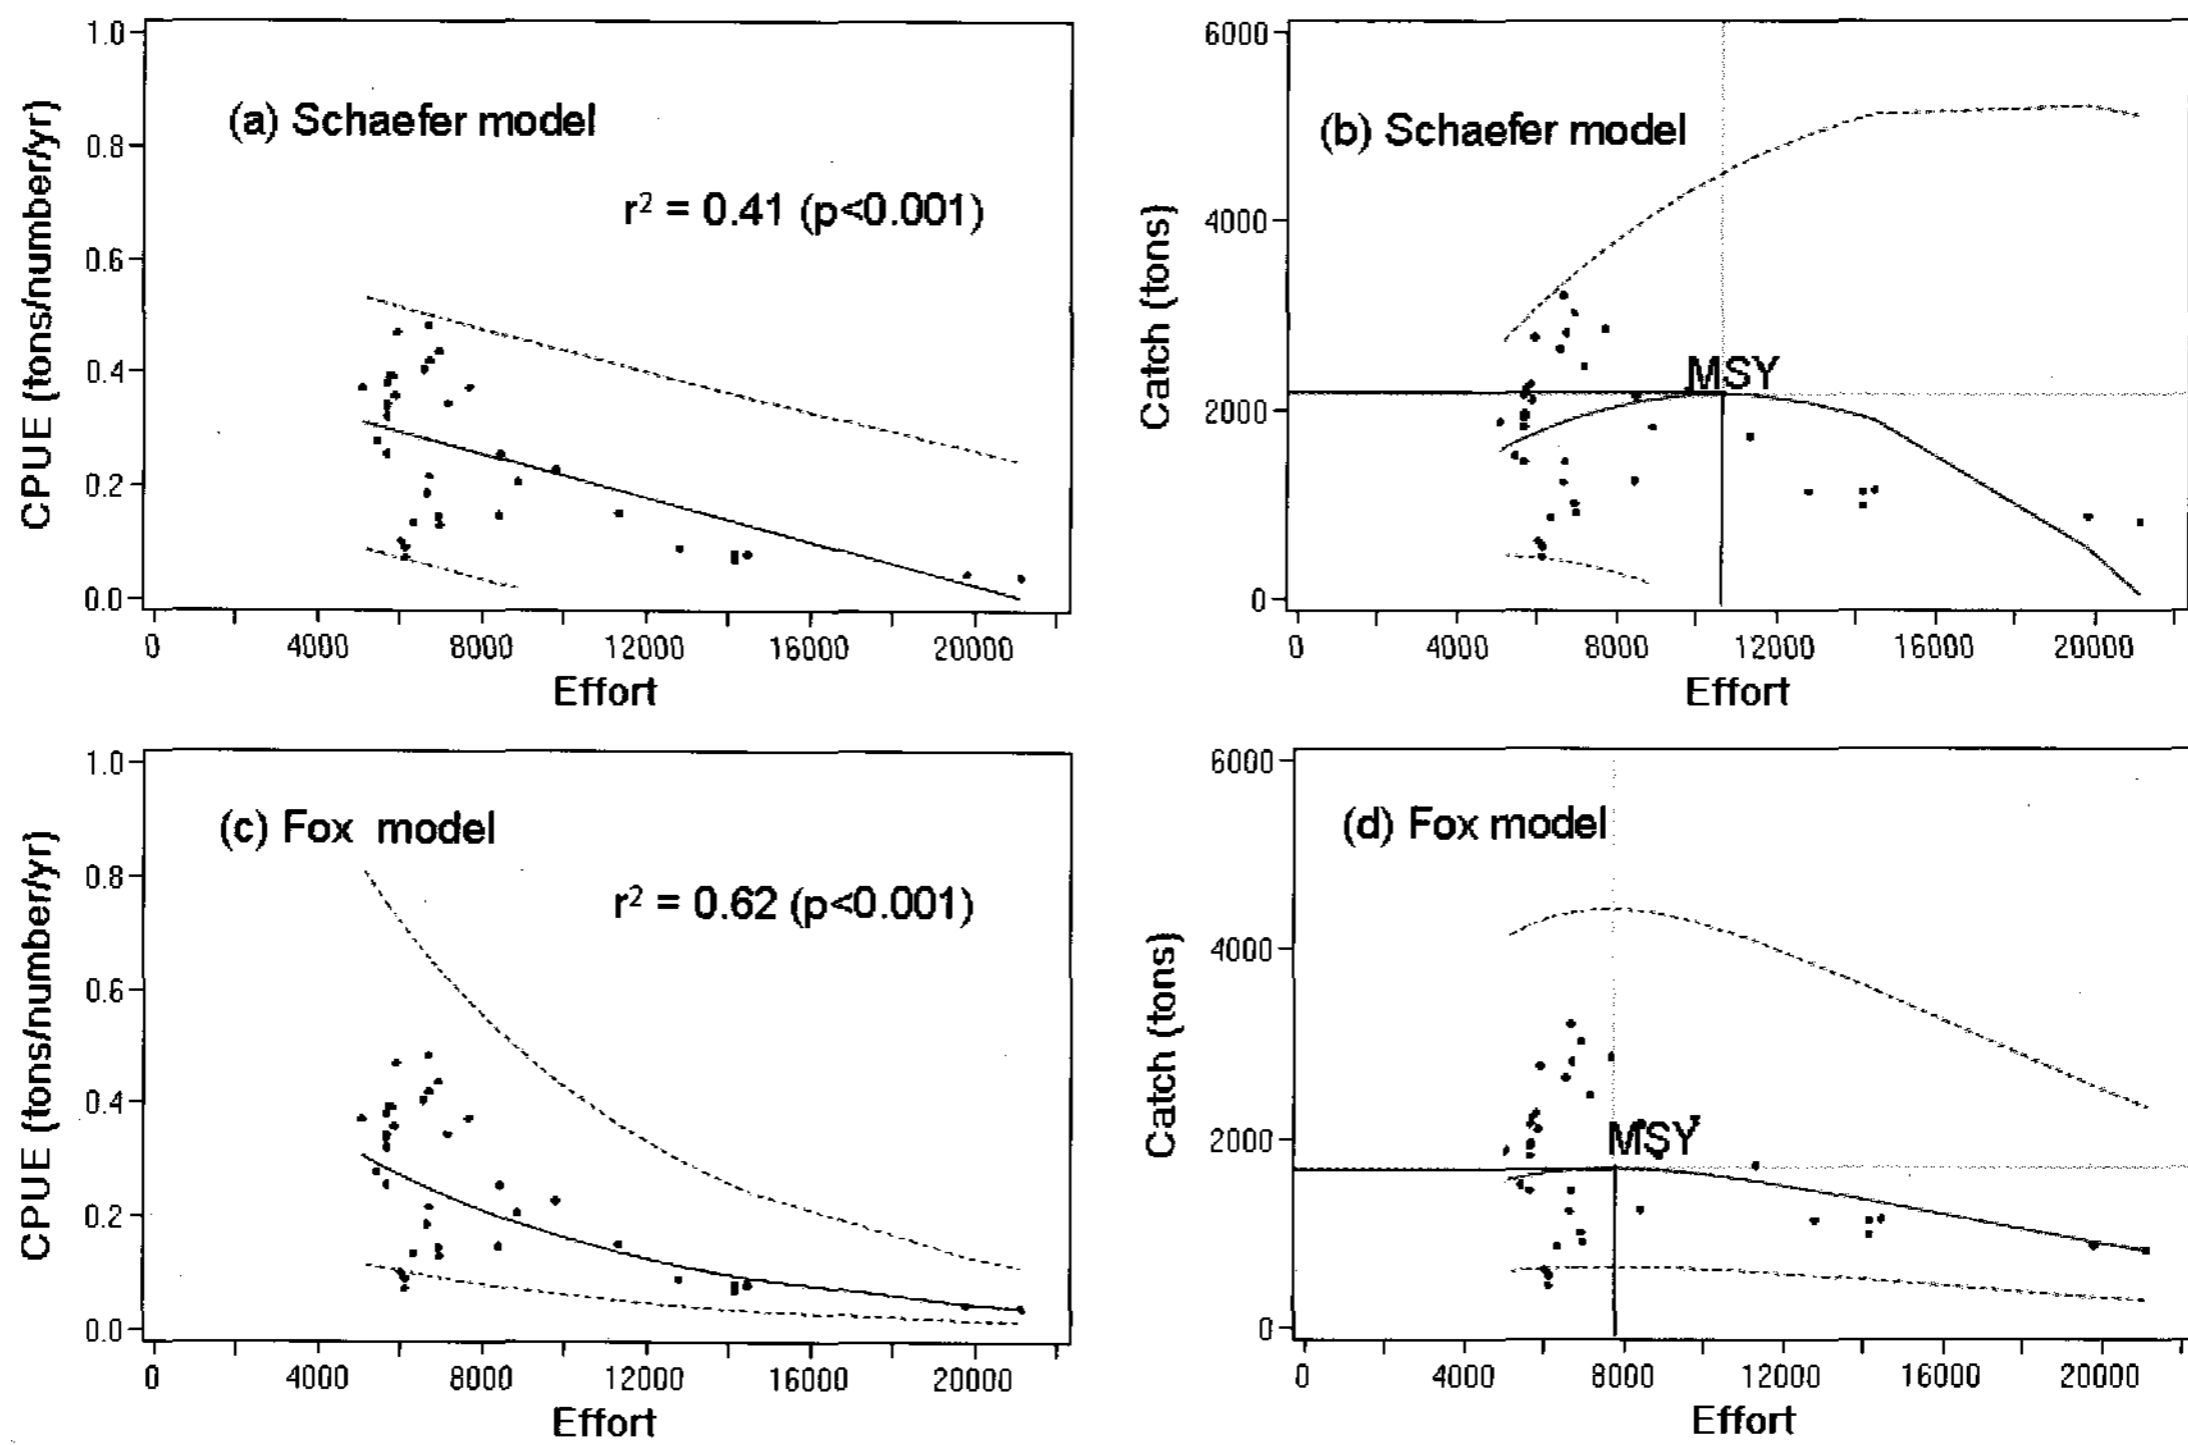 (a) Schaefer model
r² = 0.41 (p<0.001)
CPUE (tons/number/yr)
1.0
0.8
0.6
0.4
0.2
0.0
0 4000 8000 12000 16000 20000
Effort
(b) Schaefer model
MSY
Catch (tons)
6000
4000
2000
0
0 4000 8000 12000 16000 20000
Effort
(c) Fox model
r² = 0.62 (p<0.001)
CPUE (tons/number/yr)
1.0
0.8
0.6
0.4
0.2
0.0
0 4000 8000 12000 16000 20000
Effort
(d) Fox model
MSY
Catch (tons)
6000
4000
2000
0
0 4000 8000 12000 16000 20000
Effort